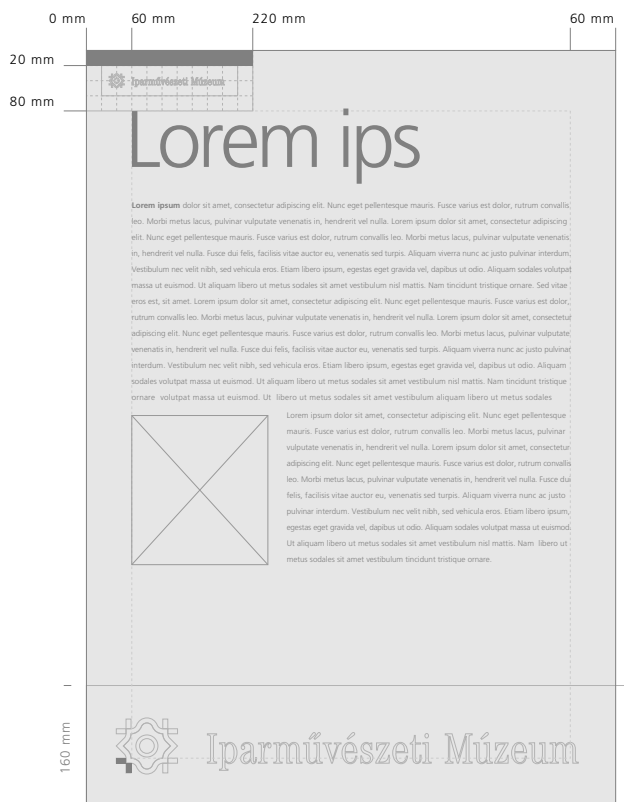 0 mm 60 mm 220 mm 60 mm
20 mm
80 mm
Iparművészeti Múzeum
Lorem ips
Lorem ipsum dolor sit amet, consectetur adipiscing elit. Nunc eget pellentesque mauris. Fusce varius est dolor, rutrum convallis
leo. Morbi metus lacus, pulvinar vulputate venenatis in, hendrerit vel nulla. Lorem ipsum dolor sit amet, consectetur adipiscing
elit. Nunc eget pellentesque mauris. Fusce varius est dolor, rutrum convallis leo. Morbi metus lacus, pulvinar vulputate venenatis
in, hendrerit vel nulla. Fusce dui felis, facilisis vitae auctor eu, venenatis sed turpis. Aliquam viverra nunc ac justo pulvinar interdum.
Vestibulum nec velit nibh, sed vehicula eros. Etiam libero ipsum, egestas eget gravida vel, dapibus ut odio. Aliquam sodales volutpat
massa ut euismod. Ut aliquam libero ut metus sodales sit amet vestibulum nisl mattis. Nam tincidunt tristique ornare. Sed vitae
eros est, sit amet. Lorem ipsum dolor sit amet, consectetur adipiscing elit. Nunc eget pellentesque mauris. Fusce varius est dolor,
rutrum convallis leo. Morbi metus lacus, pulvinar vulputate venenatis in, hendrerit vel nulla. Lorem ipsum dolor sit amet, consectetur
adipiscing elit. Nunc eget pellentesque mauris. Fusce varius est dolor, rutrum convallis leo. Morbi metus lacus, pulvinar vulputate
venenatis in, hendrerit vel nulla. Fusce dui felis, facilisis vitae auctor eu, venenatis sed turpis. Aliquam viverra nunc ac justo pulvinar
interdum. Vestibulum nec velit nibh, sed vehicula eros. Etiam libero ipsum, egestas eget gravida vel, dapibus ut odio. Aliquam
sodales volutpat massa ut euismod. Ut aliquam libero ut metus sodales sit amet vestibulum nisl mattis. Nam tincidunt tristique
ornare volutpat massa ut euismod. Ut libero ut metus sodales sit amet vestibulum aliquam libero ut metus sodales
Lorem ipsum dolor sit amet, consectetur adipiscing elit. Nunc eget pellentesque
mauris. Fusce varius est dolor, rutrum convallis leo. Morbi metus lacus, pulvinar
vulputate venenatis in, hendrerit vel nulla. Lorem ipsum dolor sit amet, consectetur
adipiscing elit. Nunc eget pellentesque mauris. Fusce varius est dolor, rutrum convallis
leo. Morbi metus lacus, pulvinar vulputate venenatis in, hendrerit vel nulla. Fusce dui
felis, facilisis vitae auctor eu, venenatis sed turpis. Aliquam viverra nunc ac justo
pulvinar interdum. Vestibulum nec velit nibh, sed vehicula eros. Etiam libero ipsum,
egestas eget gravida vel, dapibus ut odio. Aliquam sodales volutpat massa ut euismod.
Ut aliquam libero ut metus sodales sit amet vestibulum nisl mattis. Nam libero ut
metus sodales sit amet vestibulum tincidunt tristique ornare.
160 mm
Iparművészeti Múzeum